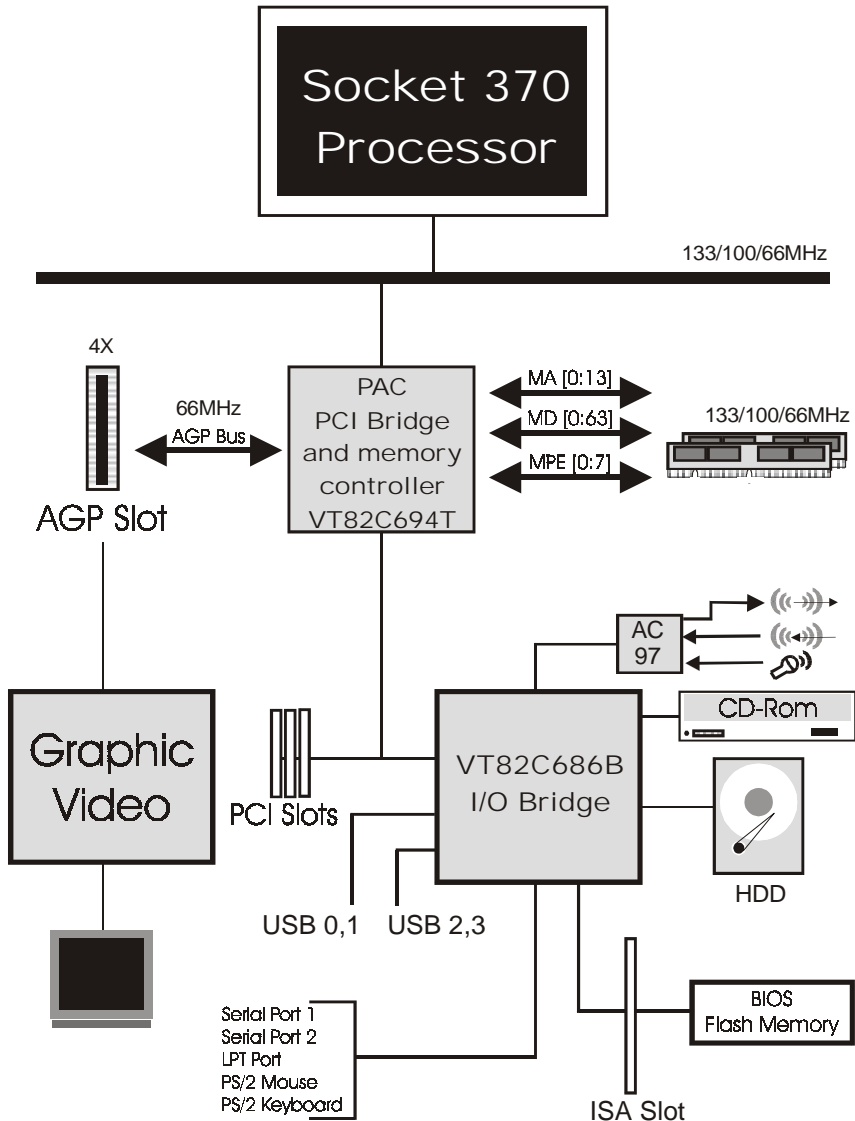 Socket 370
Processor
133/100/66MHz
4X
AGP Slot
66MHz
AGP Bus
PAC
PCI Bridge
and memory
controller
VT82C694T
MA [0:13]
MD [0:63]
MPE [0:7]
133/100/66MHz
AC
97
CD-Rom
Graphic
Video
PCI Slots
VT82C686B
I/O Bridge
HDD
USB 0,1
USB 2,3
Serial Port 1
Serial Port 2
LPT Port
PS/2 Mouse
PS/2 Keyboard
BIOS
Flash Memory
ISA Slot